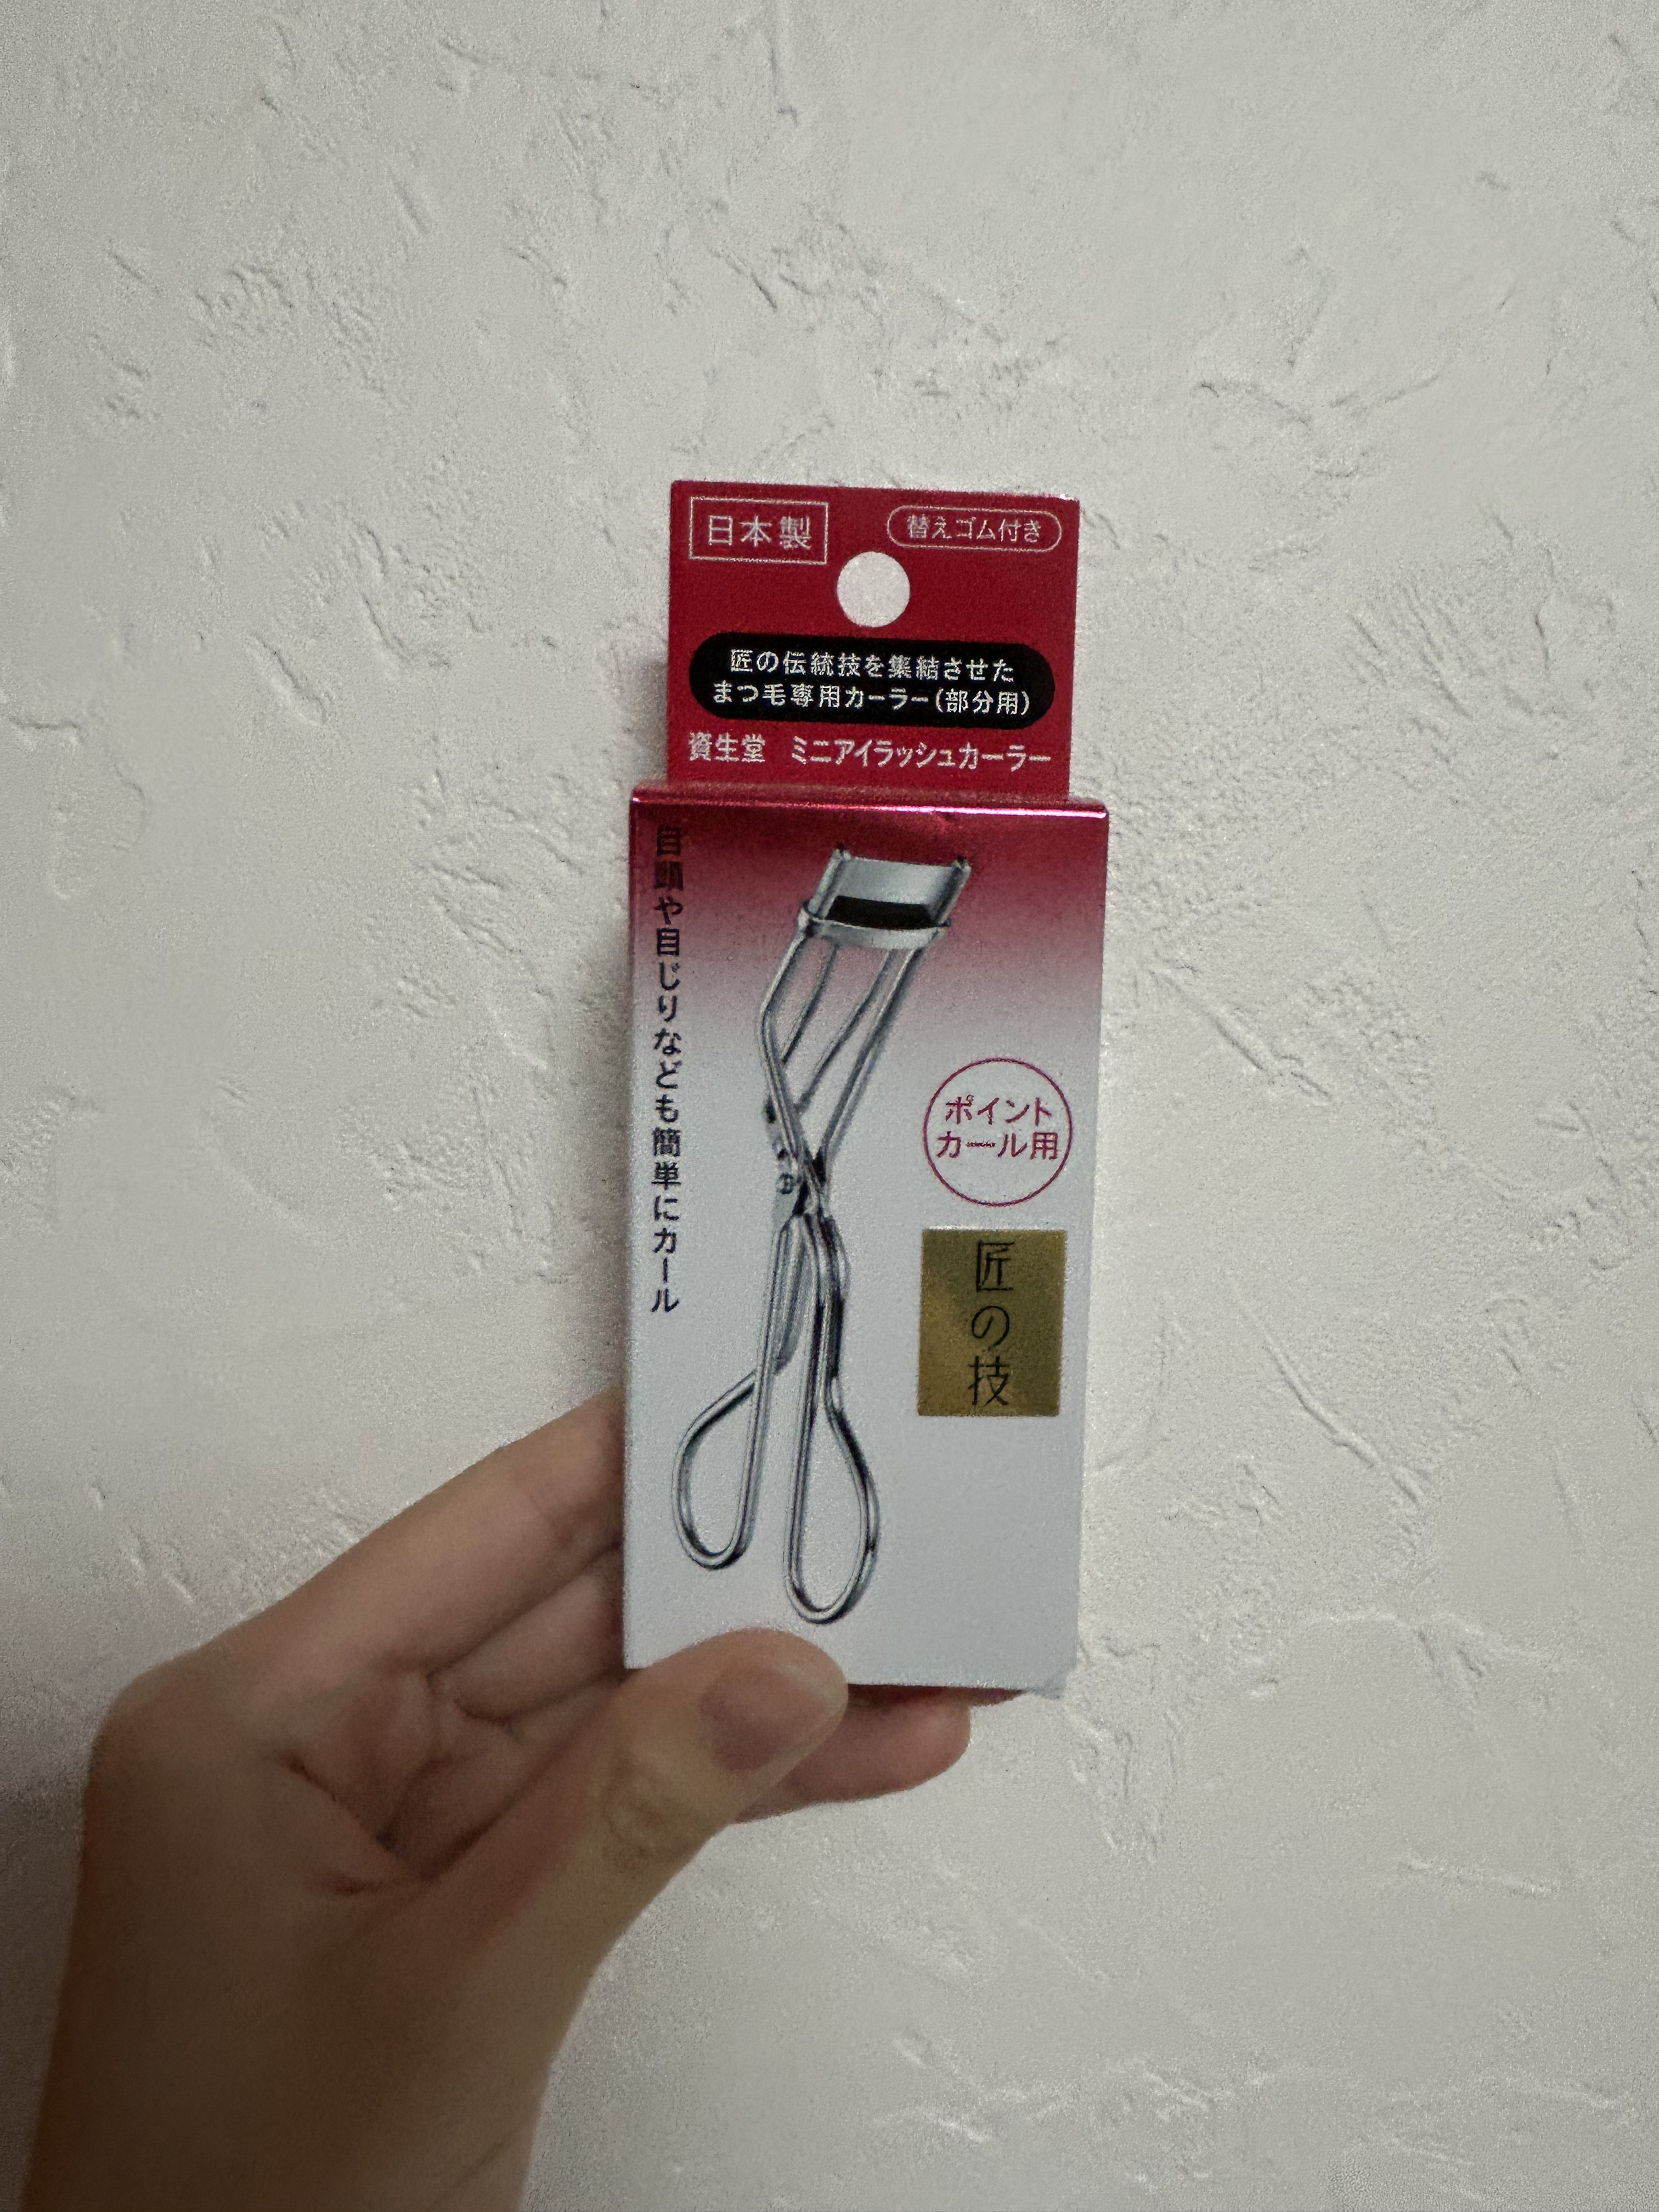 日本製
替えゴム付き
匠の伝統技を集結させた
まつ毛専用カーラー(部分用)
資生堂 ミニアイラッシュカーラー
目頭や目じりなども簡単にカール
ポイント
カール用
匠の技